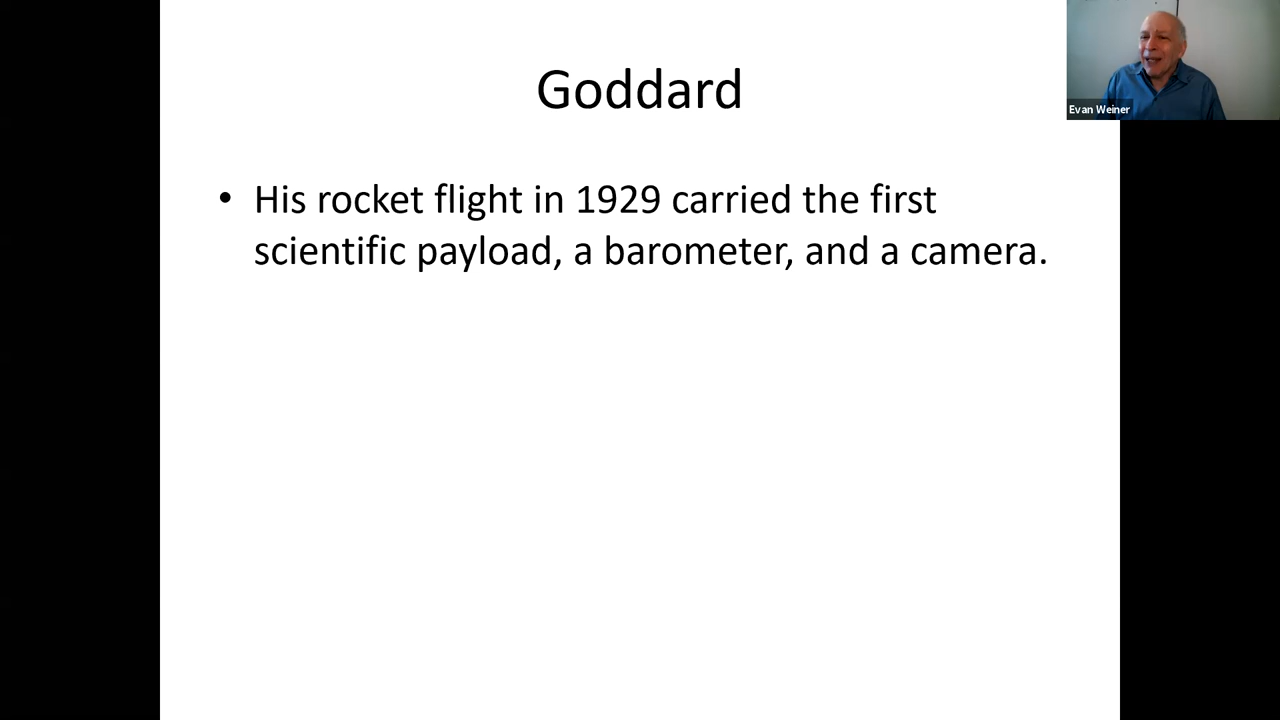 Goddard
Evan Weiner
• His rocket flight in 1929 carried the first
scientific payload, a barometer, and a camera.